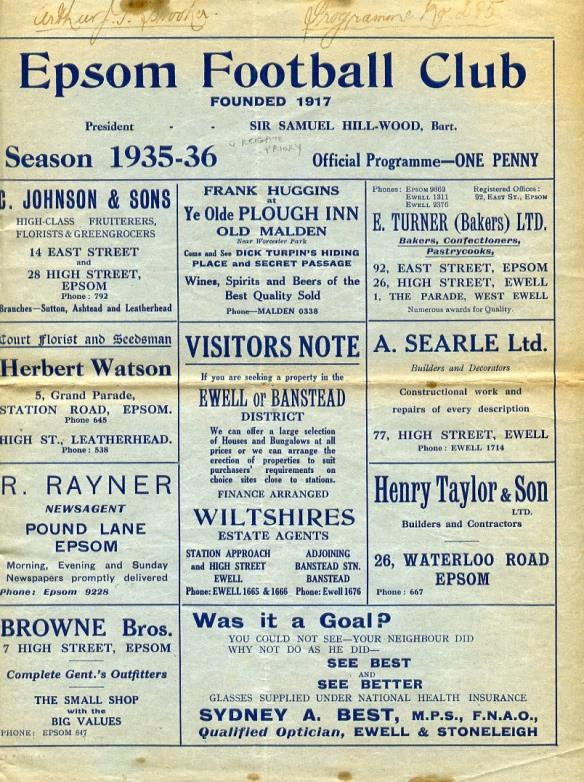 Arthur J. S. Brooker.
Programme No. 285
Epsom Football Club
FOUNDED 1917
President - - SIR SAMUEL HILL-WOOD, Bart.
v REIGATE
PRIORY
Season 1935-36 Official Programme—ONE PENNY
C. JOHNSON & SONS
HIGH-CLASS FRUITERERS,
FLORISTS & GREENGROCERS
14 EAST STREET
and
28 HIGH STREET,
EPSOM
Phone : 792
Branches—Sutton, Ashtead and Leatherhead
FRANK HUGGINS
at
Ye Olde PLOUGH INN
OLD MALDEN
Near Worcester Park
Come and See DICK TURPIN'S HIDING
PLACE and SECRET PASSAGE
Wines, Spirits and Beers of the
Best Quality Sold
Phone—MALDEN 0338
Phones: EPSOM 9869
EWELL 1311
EWELL 2376
Registered Offices:
92, EAST ST., EPSOM
E. TURNER (Bakers) LTD.
Bakers, Confectioners,
Pastrycooks,
92, EAST STREET, EPSOM
26, HIGH STREET, EWELL
1, THE PARADE, WEST EWELL
Numerous awards for Quality.
Court Florist and Seedsman
Herbert Watson
5, Grand Parade,
STATION ROAD, EPSOM.
Phone 645
HIGH ST., LEATHERHEAD.
Phone : 538
VISITORS NOTE
If you are seeking a property in the
EWELL or BANSTEAD
DISTRICT
We can offer a large selection
of Houses and Bungalows at all
prices or we can arrange the
erection of properties to suit
purchasers' requirements on
choice sites close to stations.
FINANCE ARRANGED
WILTSHIRES
ESTATE AGENTS
STATION APPROACH
and HIGH STREET
EWELL
Phone: EWELL 1665 & 1666
ADJOINING
BANSTEAD STN.
BANSTEAD
Phone: Ewell 1676
A. SEARLE Ltd.
Builders and Decorators
Constructional work and
repairs of every description
77, HIGH STREET, EWELL
Phone : EWELL 1714
R. RAYNER
NEWSAGENT
POUND LANE
EPSOM
Morning, Evening and Sunday
Newspapers promptly delivered
Phone: Epsom 9228
Henry Taylor & Son
LTD.
Builders and Contractors
26, WATERLOO ROAD
EPSOM
Phone : 667
BROWNE Bros.
7 HIGH STREET, EPSOM
Complete Gent.'s Outfitters
THE SMALL SHOP
with the
BIG VALUES
PHONE: EPSOM 647
Was it a Goal?
YOU COULD NOT SEE—YOUR NEIGHBOUR DID
WHY NOT DO AS HE DID—
SEE BEST
AND
SEE BETTER
GLASSES SUPPLIED UNDER NATIONAL HEALTH INSURANCE
SYDNEY A. BEST, M.P.S., F.N.A.O.,
Qualified Optician, EWELL & STONELEIGH